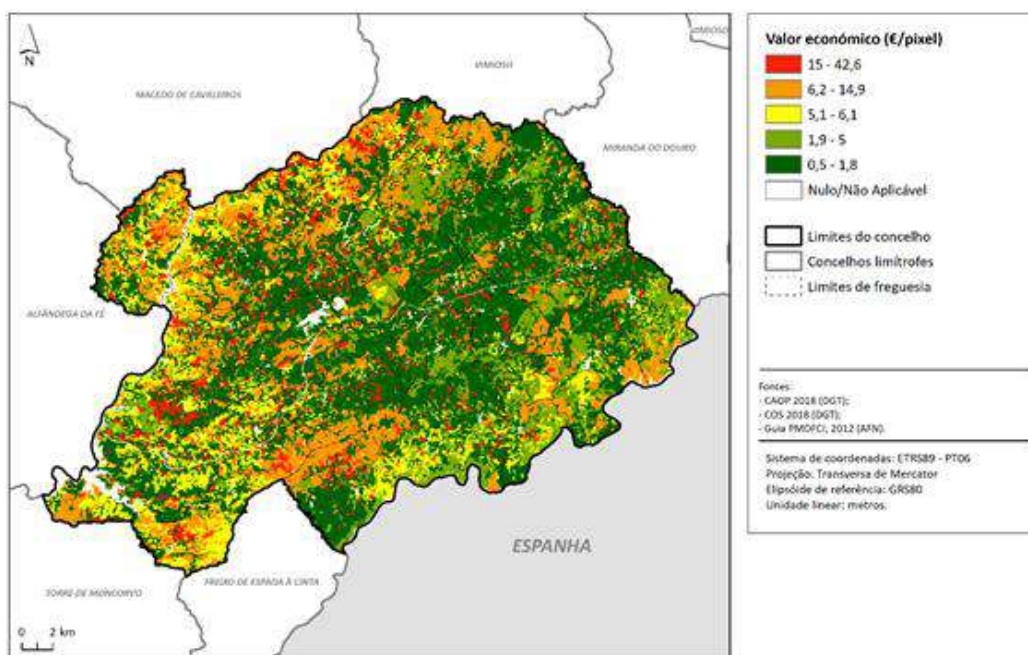 N
VIMIOSO
VIMIOSO
MACEDO DE CAVALEIROS
MIRANDA DO DOURO
ALFÂNDEGA DA FÉ
ESPANHA
FREIXO DE ESPADA À CINTA
TORRE DE MONCORVO
0 2 km
Valor económico (€/pixel)
15 - 42,6
6,2 - 14,9
5,1 - 6,1
1,9 - 5
0,5 - 1,8
Nulo/Não Aplicável
Limites do concelho
Concelhos limítrofes
Limites de freguesia
Fontes:
- CAOP 2018 (DGT);
- COS 2018 (DGT);
- Guia PMDFCI, 2012 (AFN).
Sistema de coordenadas: ETRS89 - PT06
Projeção: Transversa de Mercator
Elipsóide de referência: GRS80
Unidade linear: metros.